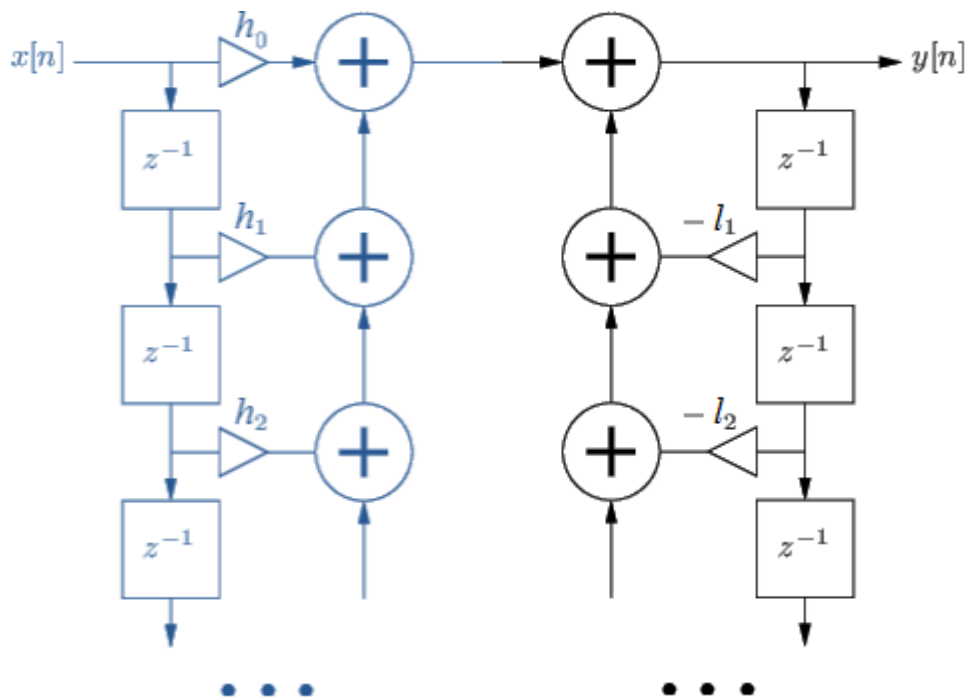 x[n] h₀ y[n]
z⁻¹ z⁻¹
h₁ − l₁
z⁻¹ z⁻¹
h₂ − l₂
z⁻¹ z⁻¹